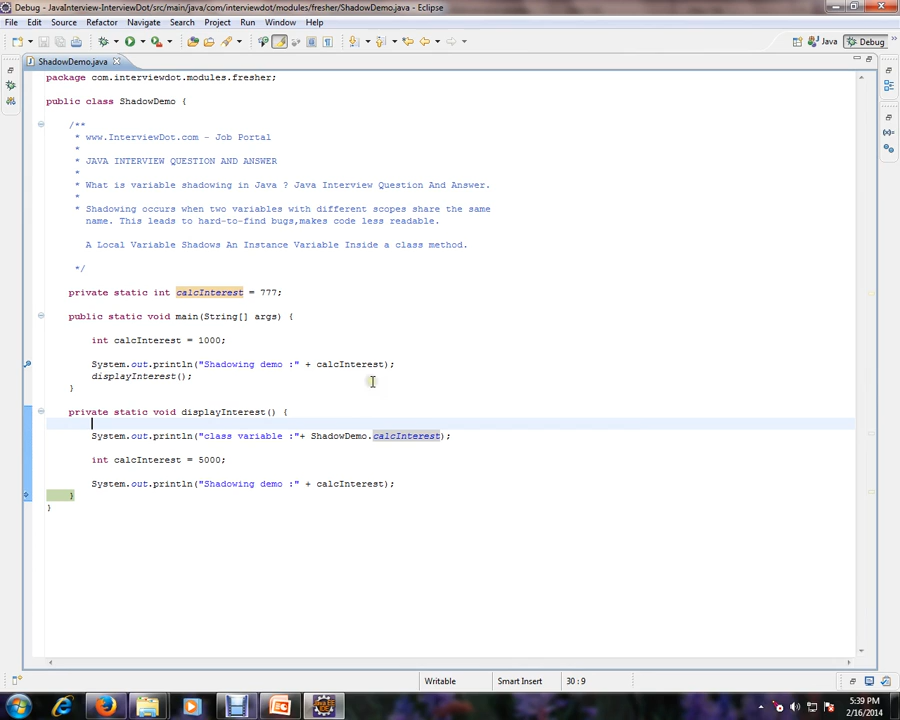 Debug - JavaInterview-InterviewDot/src/main/java/com/interviewdot/modules/fresher/ShadowDemo.java - Eclipse
File Edit Source Refactor Navigate Search Project Run Window Help
Java Debug
ShadowDemo.java
package com.interviewdot.modules.fresher;
public class ShadowDemo {
/**
* www.InterviewDot.com - Job Portal
*
* JAVA INTERVIEW QUESTION AND ANSWER
*
* What is variable shadowing in Java ? Java Interview Question And Answer.
*
* Shadowing occurs when two variables with different scopes share the same
name. This leads to hard-to-find bugs,makes code less readable.
A Local Variable Shadows An Instance Variable Inside a class method.
*/
private static int calcInterest = 777;
public static void main(String[] args) {
int calcInterest = 1000;
System.out.println("Shadowing demo :" + calcInterest);
displayInterest();
}
private static void displayInterest() {
System.out.println("class variable :"+ ShadowDemo.calcInterest);
int calcInterest = 5000;
System.out.println("Shadowing demo :" + calcInterest);
}
}
Writable Smart Insert 30 : 9
5:39 PM
2/16/2014